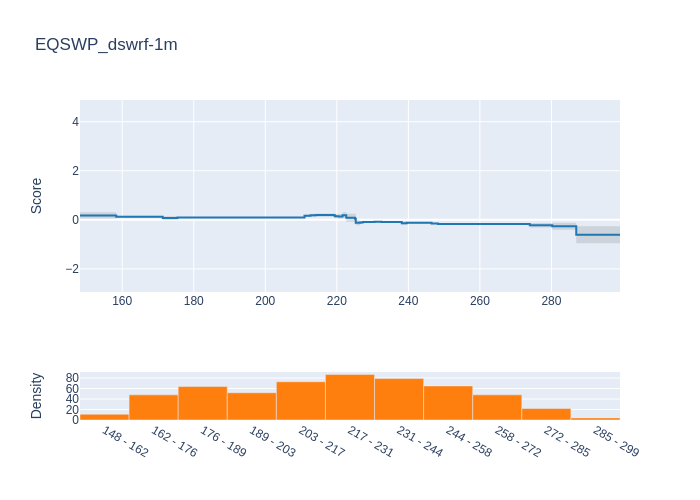 EQSWP_dswrf-1m
Score
4
2
0
−2
160
180
200
220
240
260
280
Density
80
60
40
20
0
148 - 162
162 - 176
176 - 189
189 - 203
203 - 217
217 - 231
231 - 244
244 - 258
258 - 272
272 - 285
285 - 299